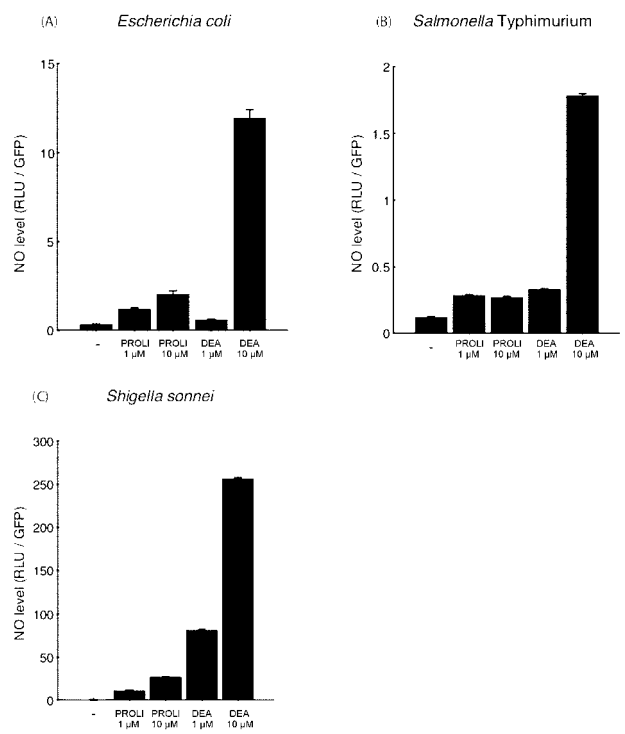 (A) Escherichia coli
NO level (RLU / GFP)
15
10
5
0
-
PROLI
1 µM
PROLI
10 µM
DEA
1 µM
DEA
10 µM
(B) Salmonella Typhimurium
NO level (RLU / GFP)
2
1.5
1
0.5
0
-
PROLI
1 µM
PROLI
10 µM
DEA
1 µM
DEA
10 µM
(C) Shigella sonnei
NO level (RLU / GFP)
300
250
200
150
100
50
0
-
PROLI
1 µM
PROLI
10 µM
DEA
1 µM
DEA
10 µM